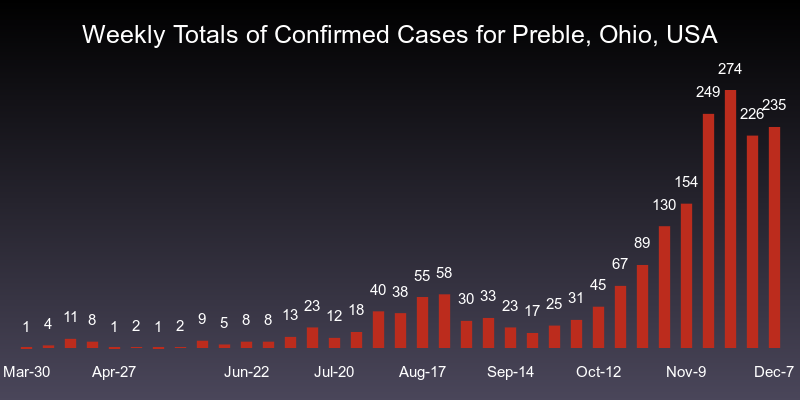 Weekly Totals of Confirmed Cases for Preble, Ohio, USA
1 4 11 8 1 2 1 2 9 5 8 8 13 23 12 18 40 38 55 58 30 33 23 17 25 31 45 67 89 130 154 249 274 226 235
Mar-30 Apr-27 Jun-22 Jul-20 Aug-17 Sep-14 Oct-12 Nov-9 Dec-7